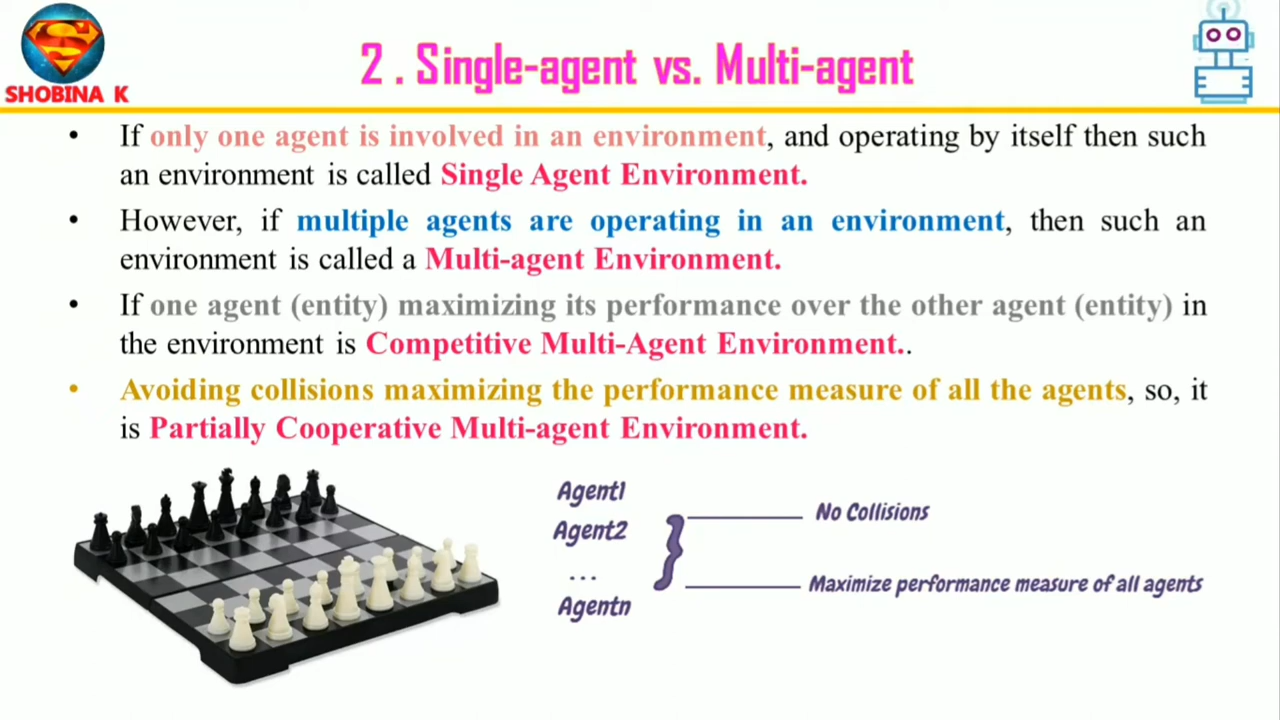 SHOBINA K
2 . Single-agent vs. Multi-agent
• If only one agent is involved in an environment, and operating by itself then such
an environment is called Single Agent Environment.
• However, if multiple agents are operating in an environment, then such an
environment is called a Multi-agent Environment.
• If one agent (entity) maximizing its performance over the other agent (entity) in
the environment is Competitive Multi-Agent Environment..
• Avoiding collisions maximizing the performance measure of all the agents, so, it
is Partially Cooperative Multi-agent Environment.
Agent1
Agent2
...
Agentn
No Collisions
Maximize performance measure of all agents